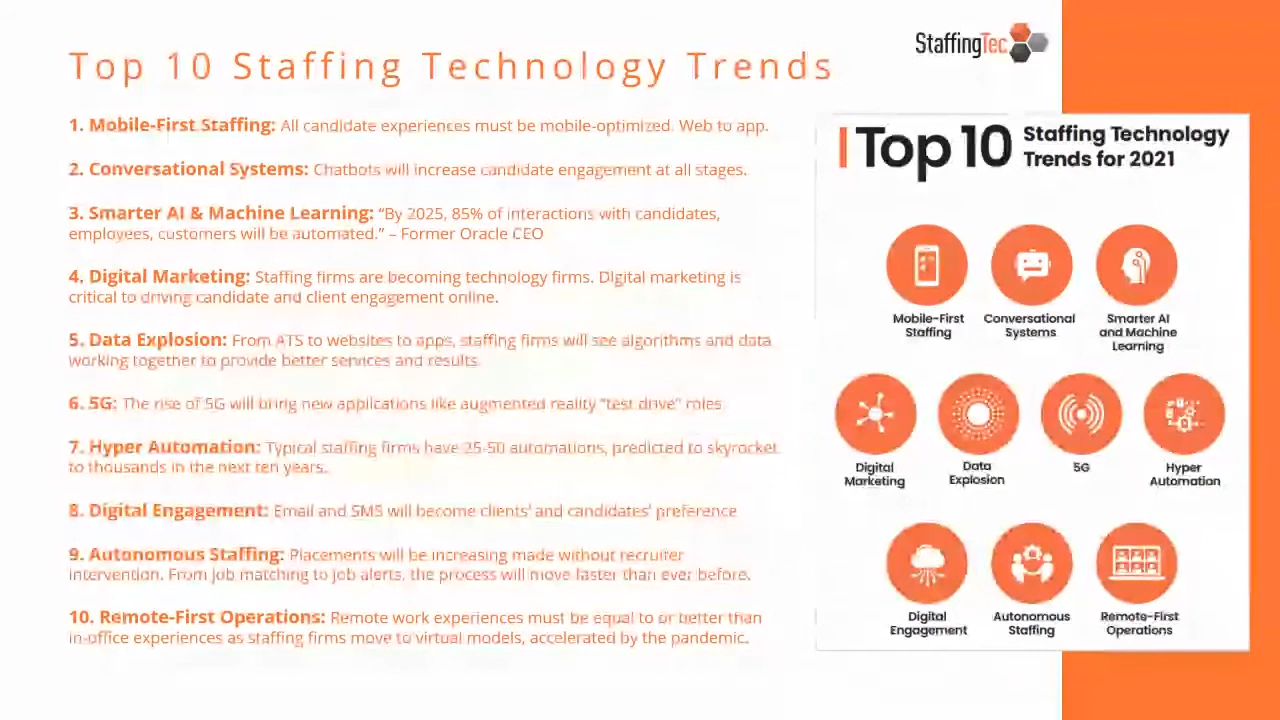 StaffingTec
Top 10 Staffing Technology Trends
1. Mobile-First Staffing: All candidate experiences must be mobile-optimized. Web to app.
2. Conversational Systems: Chatbots will increase candidate engagement at all stages.
3. Smarter AI & Machine Learning: “By 2025, 85% of interactions with candidates,
employees, customers will be automated.” – Former Oracle CEO
4. Digital Marketing: Staffing firms are becoming technology firms. Digital marketing is
critical to driving candidate and client engagement online.
5. Data Explosion: From ATS to websites to apps, staffing firms will see algorithms and data
working together to provide better services and results.
6. 5G: The rise of 5G will bring new applications like augmented reality “test drive” roles
7. Hyper Automation: Typical staffing firms have 25-50 automations, predicted to skyrocket
to thousands in the next ten years.
8. Digital Engagement: Email and SMS will become clients’ and candidates’ preference
9. Autonomous Staffing: Placements will be increasing made without recruiter
intervention. From job matching to job alerts, the process will move faster than ever before.
10. Remote-First Operations: Remote work experiences must be equal to or better than
in-office experiences as staffing firms move to virtual models, accelerated by the pandemic.
Top 10
Staffing Technology
Trends for 2021
Mobile-First
Staffing
Conversational
Systems
Smarter AI
and Machine
Learning
Digital
Marketing
Data
Explosion
5G
Hyper
Automation
Digital
Engagement
Autonomous
Staffing
Remote-First
Operations